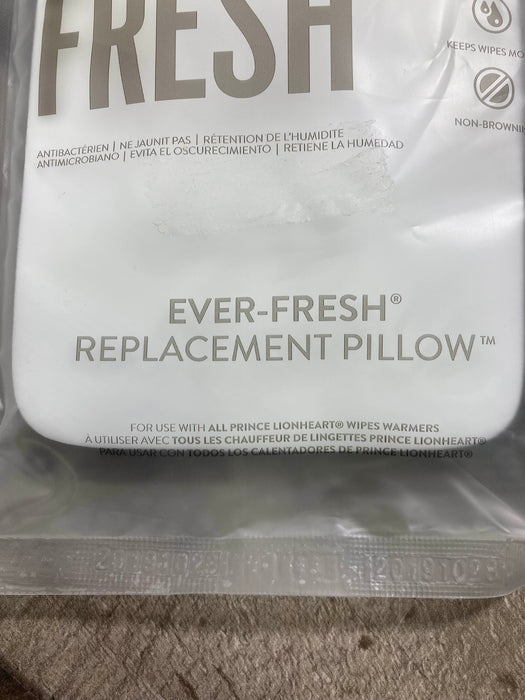 FRESH
KEEPS WIPES MO
NON-BROWNIN
ANTIBACTÉRIEN | NE JAUNIT PAS | RÉTENTION DE L'HUMIDITE
ANTIMICROBIANO | EVITA EL OSCURECIMIENTO | RETIENE LA HUMEDAD
EVER-FRESH®
REPLACEMENT PILLOW™
FOR USE WITH ALL PRINCE LIONHEART® WIPES WARMERS
À UTILISER AVEC TOUS LES CHAUFFEUR DE LINGETTES PRINCE LIONHEART®
PARA USAR CON TODOS LOS CALENTADORES DE PRINCE LIONHEART®
20191023